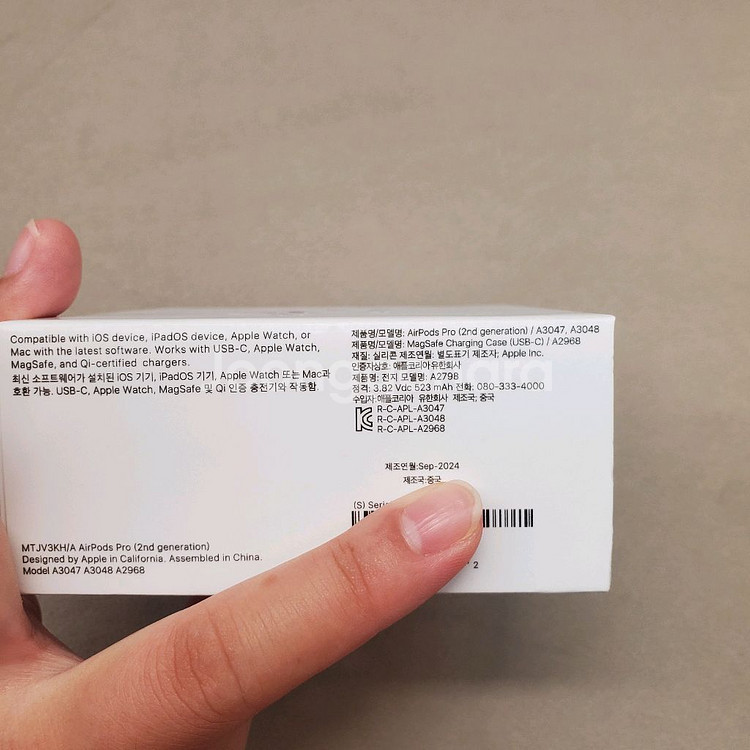 Compatible with iOS device, iPadOS device, Apple Watch, or
Mac with the latest software. Works with USB-C, Apple Watch,
MagSafe, and Qi-certified chargers.
최신 소프트웨어가 설치된 iOS 기기, iPadOS 기기, Apple Watch 또는 Mac과
호환 가능. USB-C, Apple Watch, MagSafe 및 Qi 인증 충전기와 작동함.
MTJV3KH/A AirPods Pro (2nd generation)
Designed by Apple in California. Assembled in China.
Model A3047 A3048 A2968
제품명/모델명: AirPods Pro (2nd generation) / A3047, A3048
제품명/모델명: MagSafe Charging Case (USB-C) / A2968
재질: 실리콘 제조연월: 별도표기 제조자: Apple Inc.
인증자상호: 애플코리아유한회사
제품명: 전지 모델명: A2798
정격: 3.82 Vdc 523 mAh 전화: 080-333-4000
수입자: 애플코리아 유한회사 제조국: 중국
R-C-APL-A3047
R-C-APL-A3048
R-C-APL-A2968
제조연월:Sep-2024
제조국:중국
(S)
2